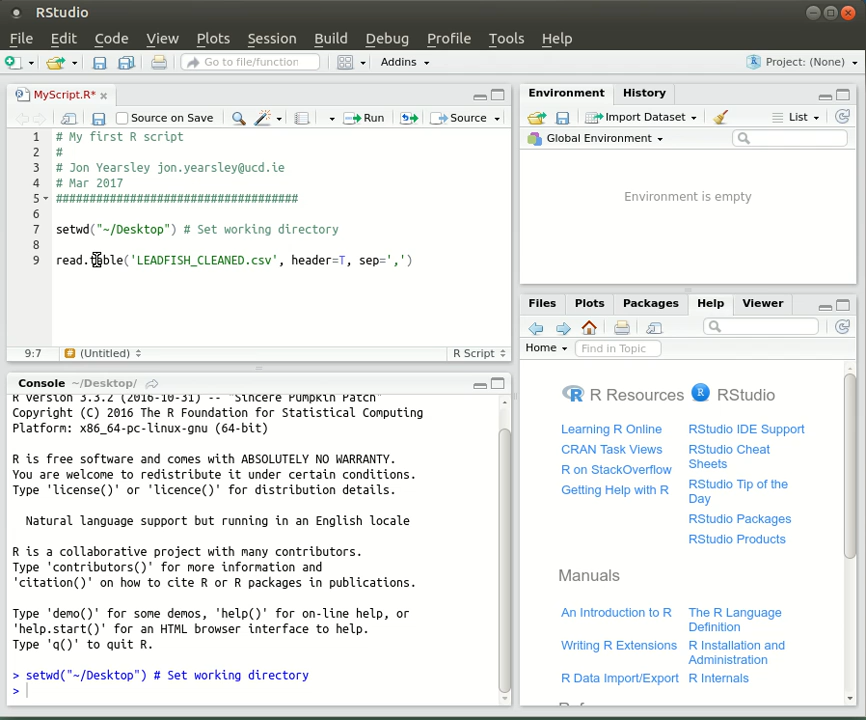 RStudio
File Edit Code View Plots Session Build Debug Profile Tools Help
Go to file/function Addins Project: (None)
MyScript.R*
Source on Save Run Source
1 # My first R script
2 #
3 # Jon Yearsley jon.yearsley@ucd.ie
4 # Mar 2017
5 ####################################
6
7 setwd("~/Desktop") # Set working directory
8
9 read.table('LEADFISH_CLEANED.csv', header=T, sep=',')
9:7 (Untitled) R Script
Console ~/Desktop/
R version 3.3.2 (2016-10-31) -- "Sincere Pumpkin Patch"
Copyright (C) 2016 The R Foundation for Statistical Computing
Platform: x86_64-pc-linux-gnu (64-bit)
R is free software and comes with ABSOLUTELY NO WARRANTY.
You are welcome to redistribute it under certain conditions.
Type 'license()' or 'licence()' for distribution details.
Natural language support but running in an English locale
R is a collaborative project with many contributors.
Type 'contributors()' for more information and
'citation()' on how to cite R or R packages in publications.
Type 'demo()' for some demos, 'help()' for on-line help, or
'help.start()' for an HTML browser interface to help.
Type 'q()' to quit R.
> setwd("~/Desktop") # Set working directory
>
Environment History
Import Dataset List
Global Environment
Environment is empty
Files Plots Packages Help Viewer
Home Find in Topic
R Resources RStudio
Learning R Online
CRAN Task Views
R on StackOverflow
Getting Help with R
RStudio IDE Support
RStudio Cheat
Sheets
RStudio Tip of the
Day
RStudio Packages
RStudio Products
Manuals
An Introduction to R
Writing R Extensions
R Data Import/Export
The R Language
Definition
R Installation and
Administration
R Internals